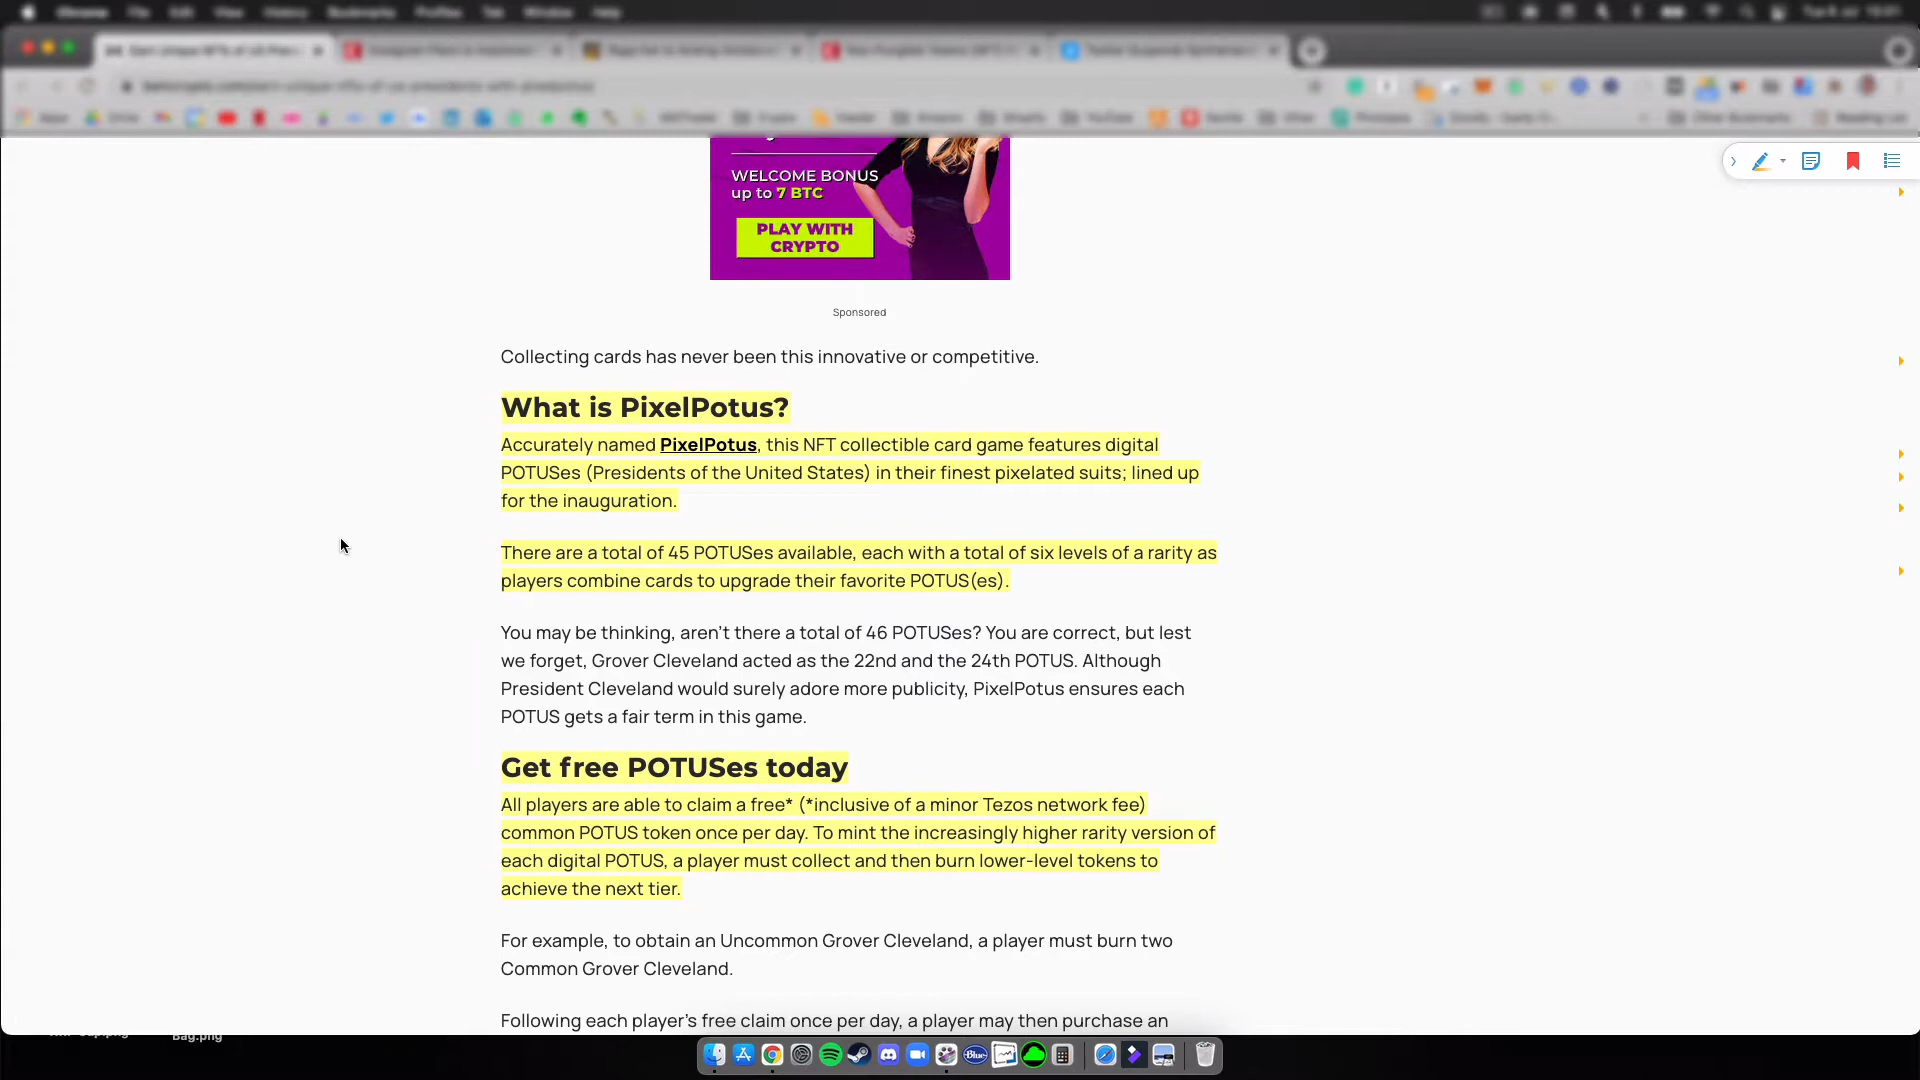 WELCOME BONUS
up to 7 BTC
PLAY WITH
CRYPTO
Sponsored
Collecting cards has never been this innovative or competitive.
What is PixelPotus?
Accurately named PixelPotus, this NFT collectible card game features digital
POTUSes (Presidents of the United States) in their finest pixelated suits; lined up
for the inauguration.
There are a total of 45 POTUSes available, each with a total of six levels of a rarity as
players combine cards to upgrade their favorite POTUS(es).
You may be thinking, aren't there a total of 46 POTUSes? You are correct, but lest
we forget, Grover Cleveland acted as the 22nd and the 24th POTUS. Although
President Cleveland would surely adore more publicity, PixelPotus ensures each
POTUS gets a fair term in this game.
Get free POTUSes today
All players are able to claim a free* (*inclusive of a minor Tezos network fee)
common POTUS token once per day. To mint the increasingly higher rarity version of
each digital POTUS, a player must collect and then burn lower-level tokens to
achieve the next tier.
For example, to obtain an Uncommon Grover Cleveland, a player must burn two
Common Grover Cleveland.
Following each player's free claim once per day, a player may then purchase an
Bag.png
Blue